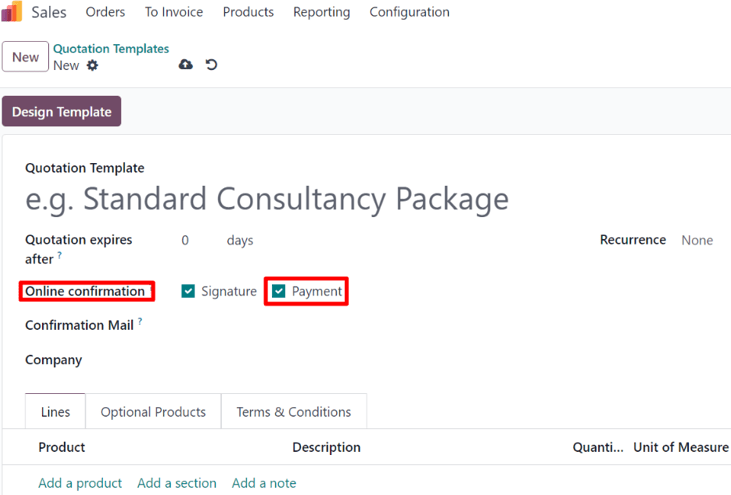 Sales Orders To Invoice Products Reporting Configuration
New Quotation Templates
New
Design Template
Quotation Template
e.g. Standard Consultancy Package
Quotation expires after ? 0 days Recurrence None
Online confirmation Signature Payment
Confirmation Mail ?
Company
Lines Optional Products Terms & Conditions
Product Description Quanti... Unit of Measure
Add a product Add a section Add a note